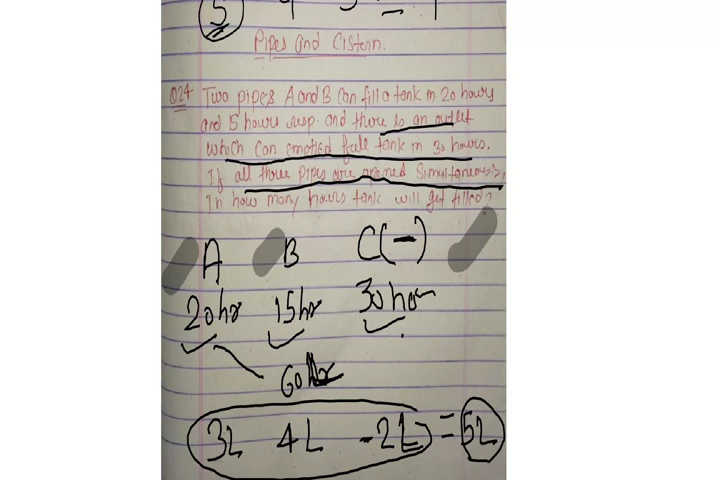 5
Pipes and Cistern.
Q24 Two pipes A and B can fill a tank in 20 hours
and 15 hours resp. and there is an outlet
which can emptied full tank in 30 hours.
If all three pipes are opened Simultaneously,
In how many hours tank will get filled?
A B C(-)
20hr 15hr 30hour
60
3L 4L -2L = 5L